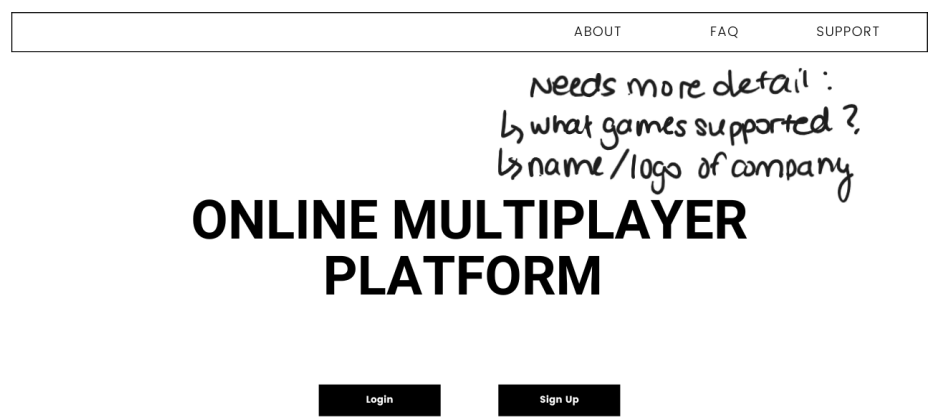 ABOUT FAQ SUPPORT
Needs more detail :
↳ what games supported ?
↳ name/logo of company
ONLINE MULTIPLAYER
PLATFORM
Login Sign Up